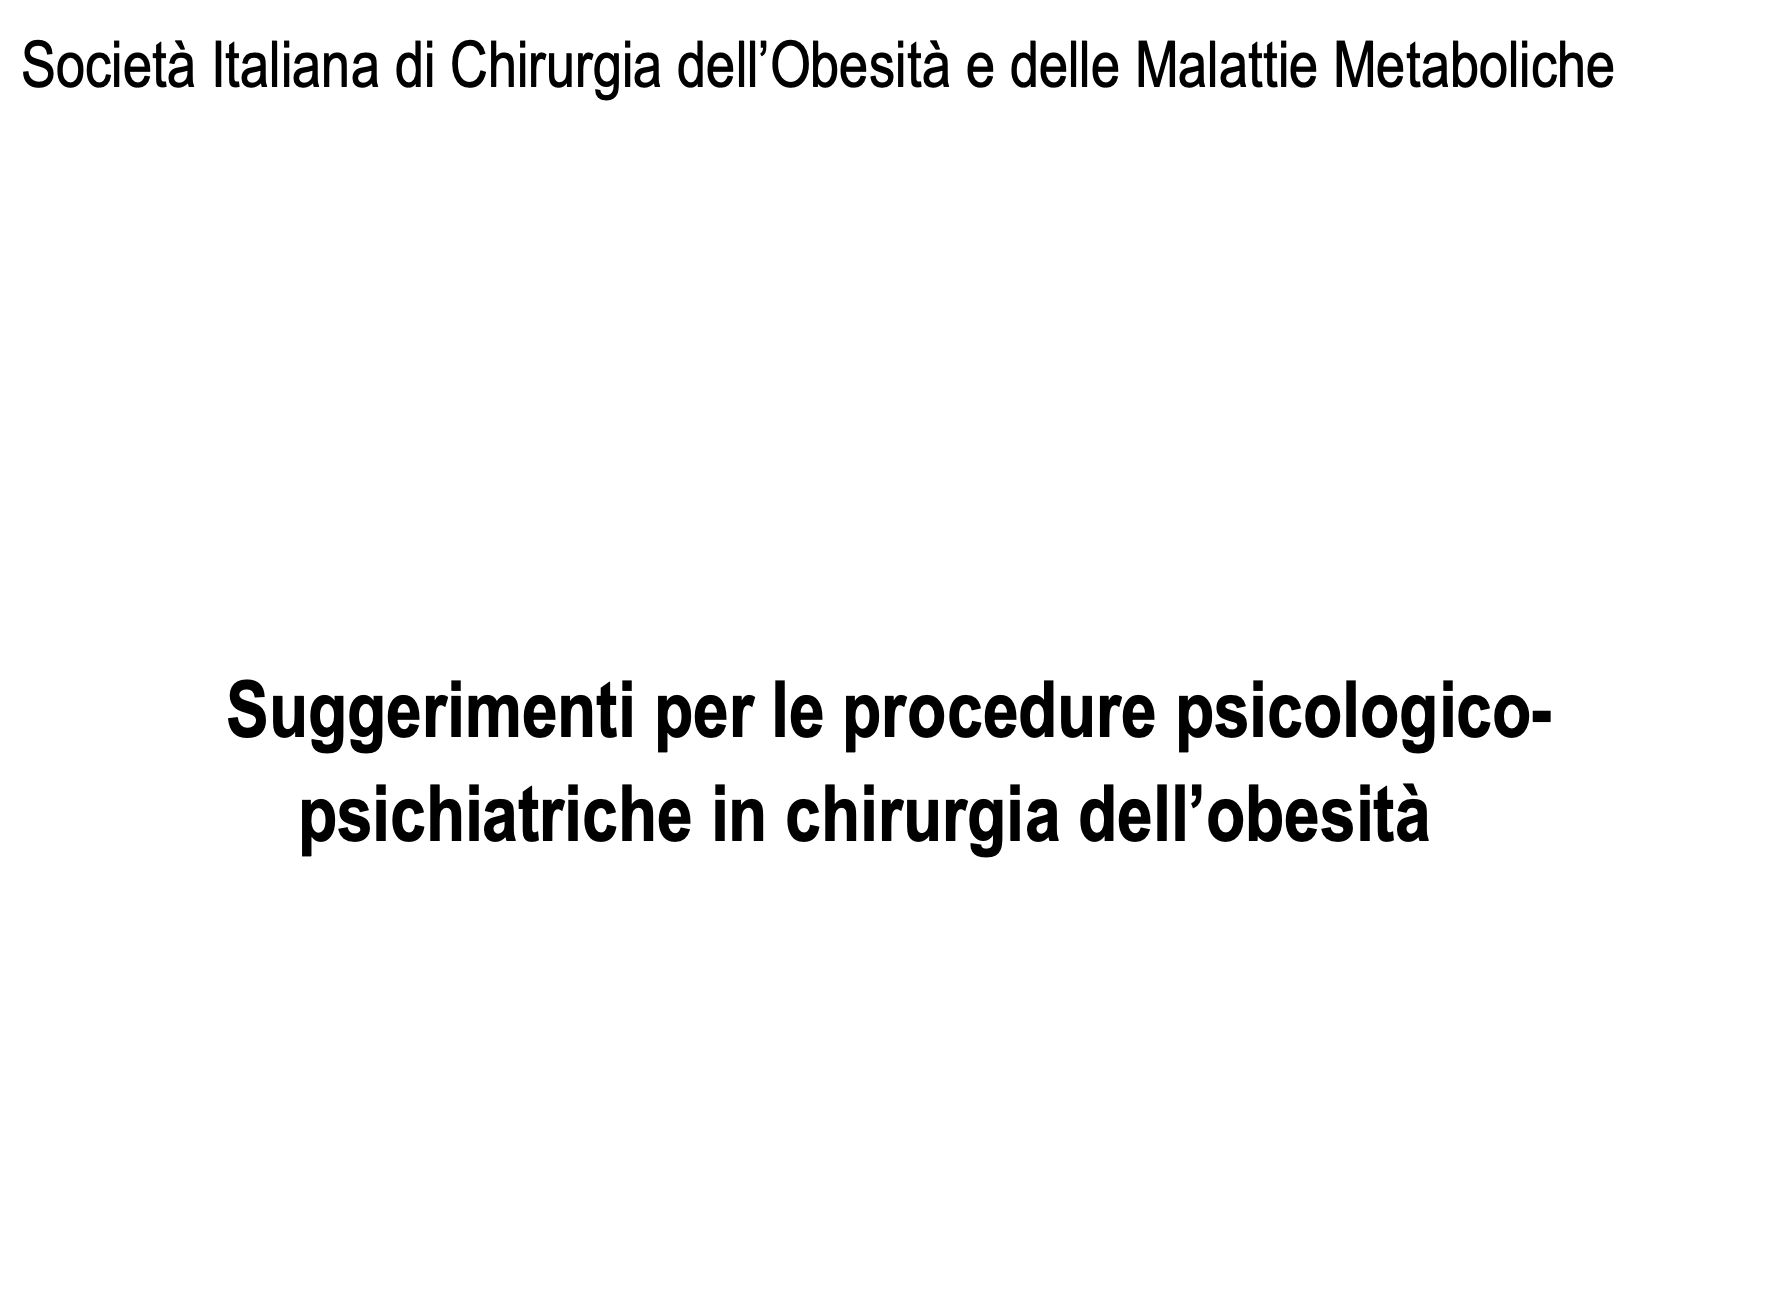 Società Italiana di Chirurgia dell’Obesità e delle Malattie Metaboliche
Suggerimenti per le procedure psicologico-
psichiatriche in chirurgia dell’obesità